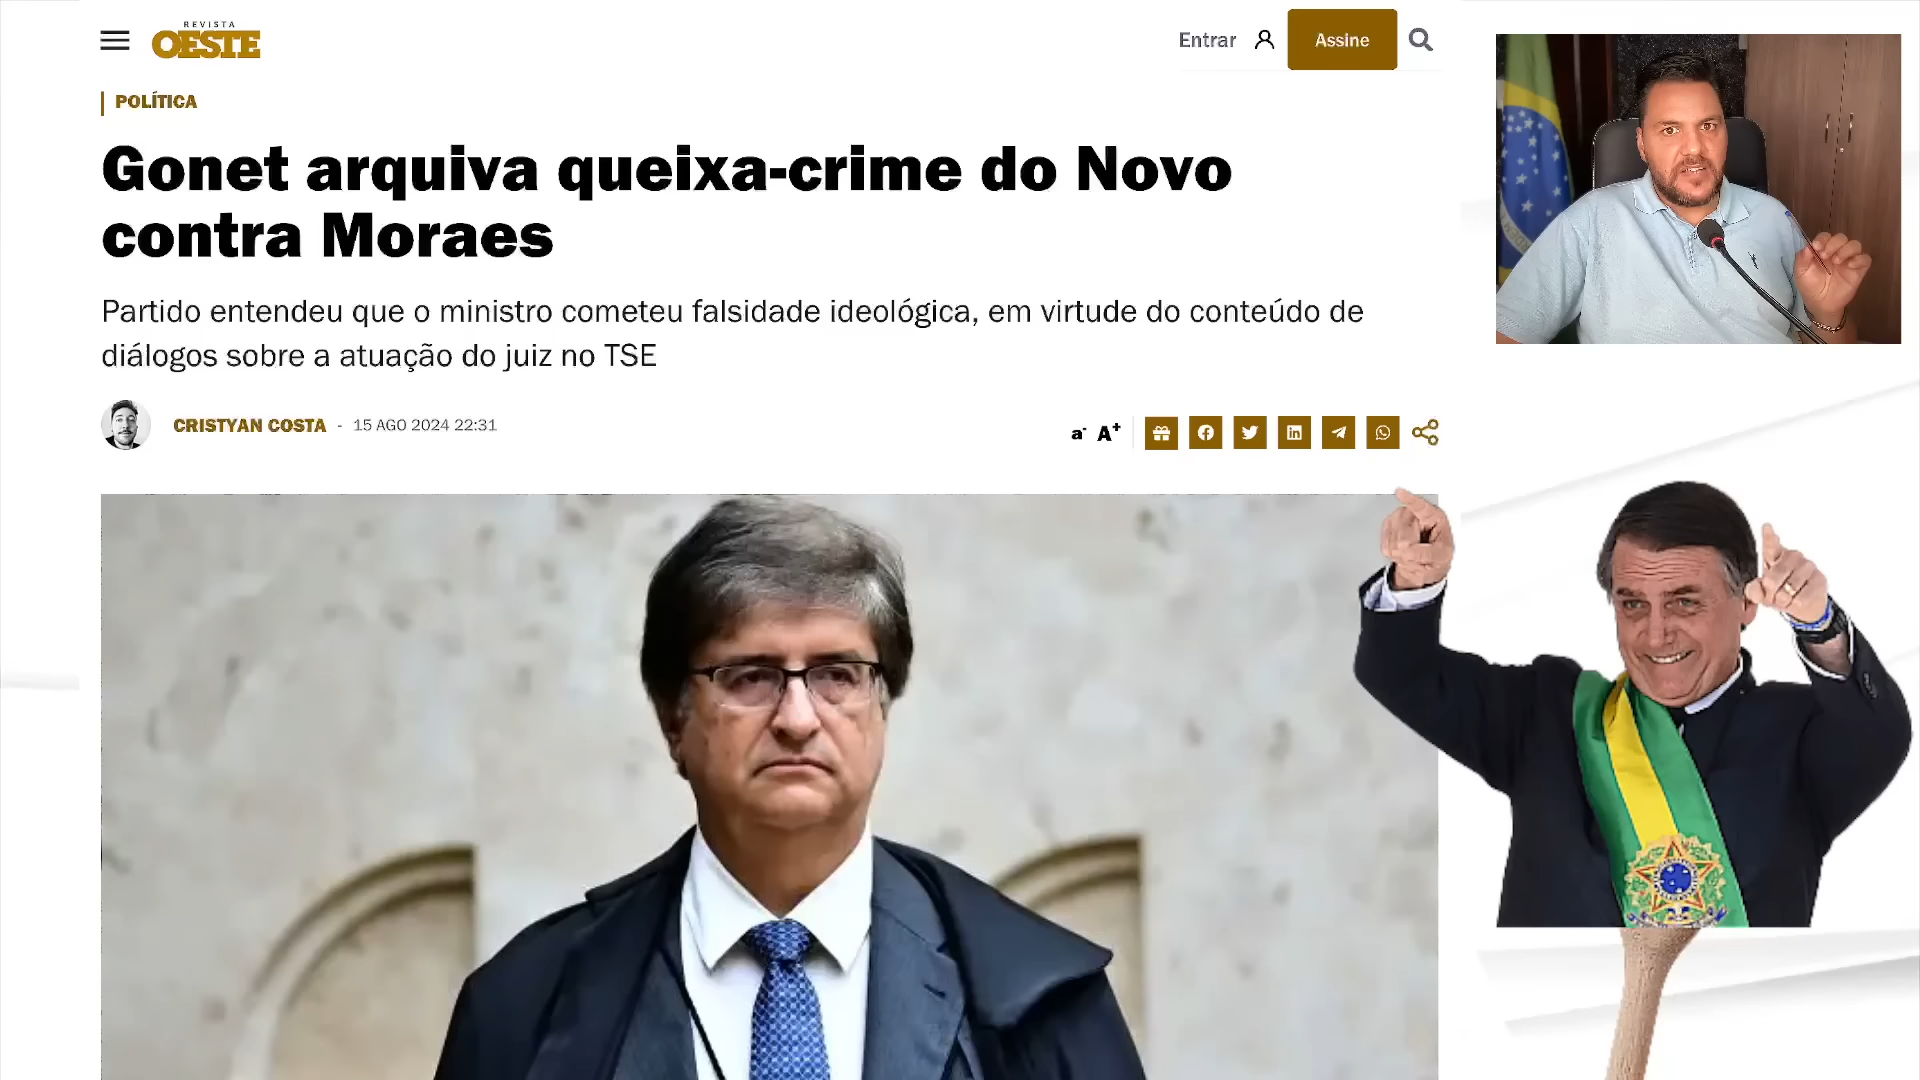 REVISTA
OESTE
Entrar
Assine
POLÍTICA
Gonet arquiva queixa-crime do Novo
contra Moraes
Partido entendeu que o ministro cometeu falsidade ideológica, em virtude do conteúdo de
diálogos sobre a atuação do juiz no TSE
CRISTYAN COSTA - 15 AGO 2024 22:31
a- A+